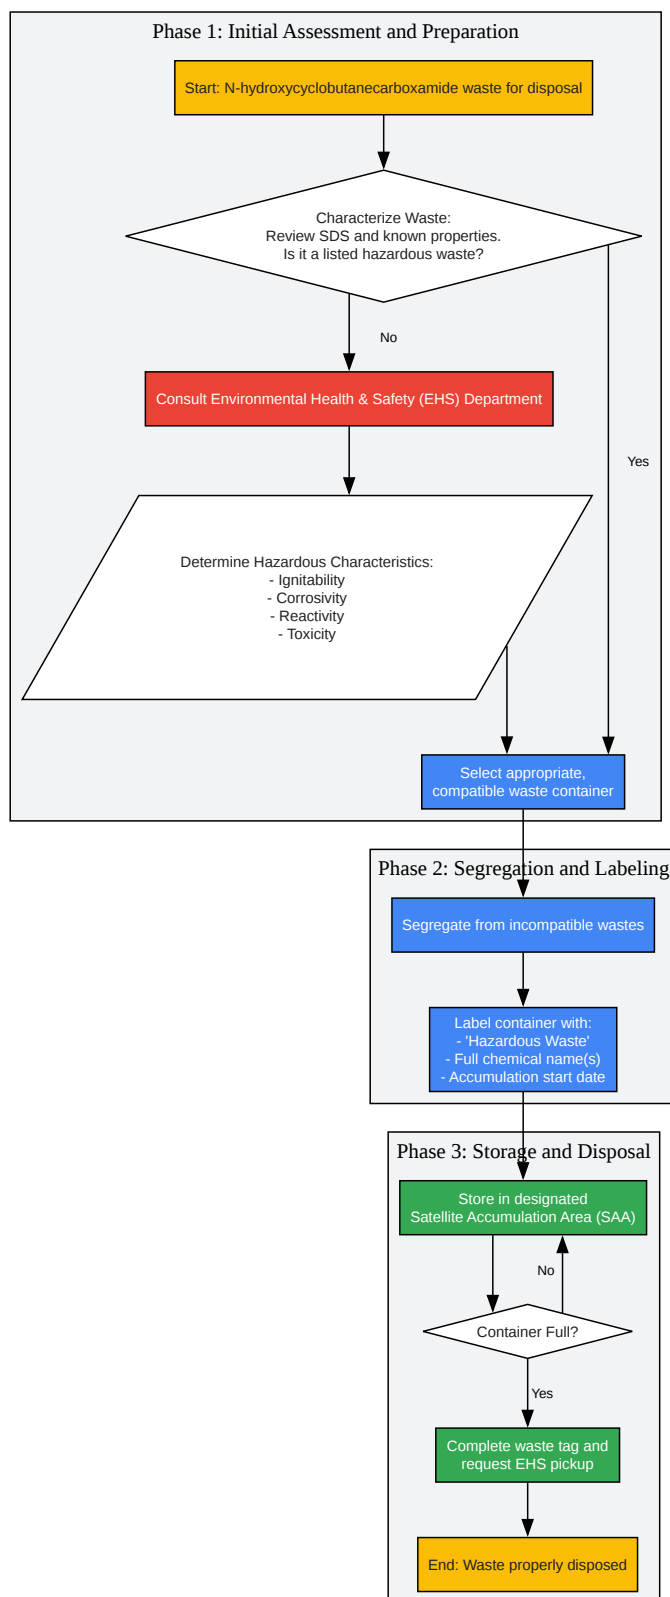 Phase 1: Initial Assessment and Preparation
Start: N-hydroxycyclobutanecarboxamide waste for disposal
Characterize Waste:
Review SDS and known properties.
Is it a listed hazardous waste?
No
Consult Environmental Health & Safety (EHS) Department
Yes
Determine Hazardous Characteristics:
- Ignitability
- Corrosivity
- Reactivity
- Toxicity
Select appropriate,
compatible waste container
Phase 2: Segregation and Labeling
Segregate from incompatible wastes
Label container with:
- 'Hazardous Waste'
- Full chemical name(s)
- Accumulation start date
Phase 3: Storage and Disposal
Store in designated
Satellite Accumulation Area (SAA)
No
Container Full?
Yes
Complete waste tag and
request EHS pickup
End: Waste properly disposed